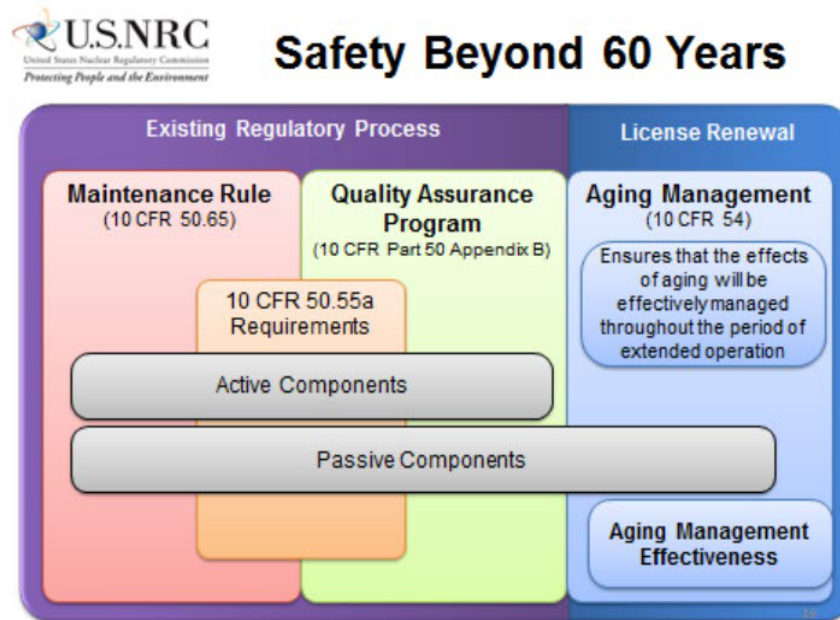 U.S.NRC
United States Nuclear Regulatory Commission
Protecting People and the Environment
Safety Beyond 60 Years
Existing Regulatory Process
License Renewal
Maintenance Rule
(10 CFR 50.65)
Quality Assurance
Program
(10 CFR Part 50 Appendix B)
Aging Management
(10 CFR 54)
Ensures that the effects
of aging will be
effectively managed
throughout the period of
extended operation
10 CFR 50.55a
Requirements
Active Components
Passive Components
Aging Management
Effectiveness